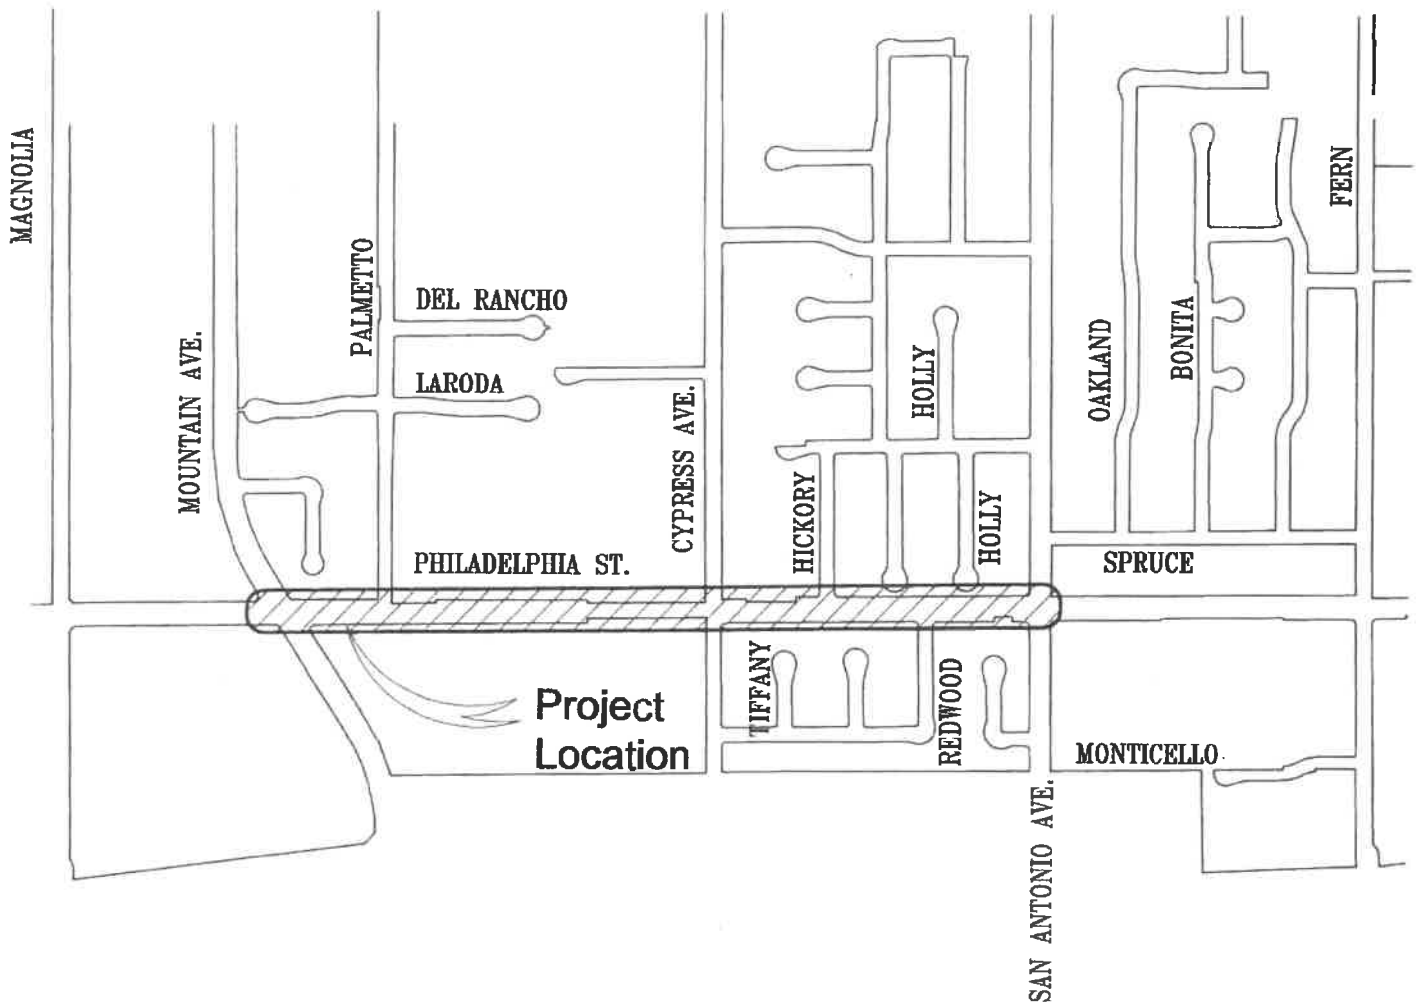 MAGNOLIA
MOUNTAIN AVE.
PALMETTO
DEL RANCHO
LARODA
CYPRESS AVE.
HICKORY
HOLLY
HOLLY
OAKLAND
BONITA
FERN
PHILADELPHIA ST.
SPRUCE
Project
Location
TIFFANY
REDWOOD
MONTICELLO
SAN ANTONIO AVE.